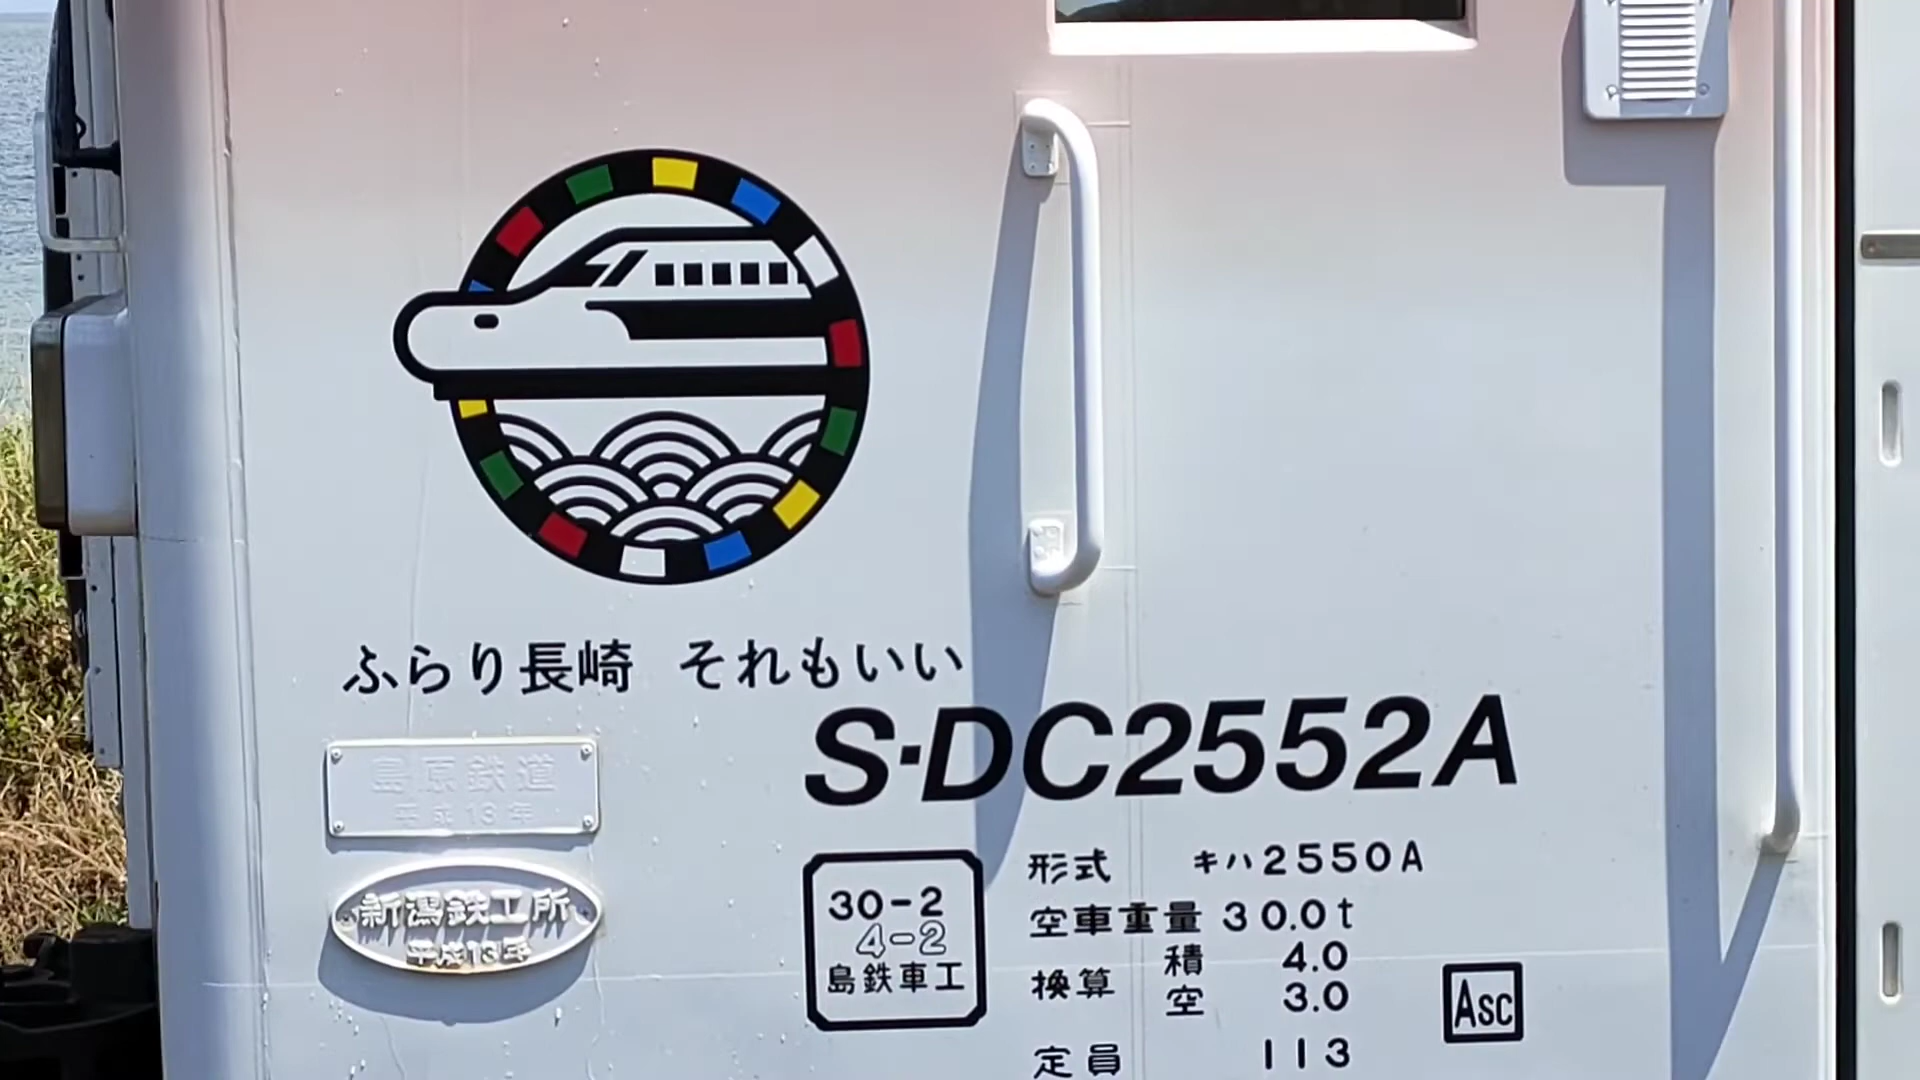 ふらり長崎 それもいい
S·DC2552A
島原鉄道
平成13年
新潟鉄工所
平成13年
30-2
4-2
島鉄車工
形式 キハ2550A
空車重量 30.0t
換算 積 4.0
空 3.0
定員 113
Asc